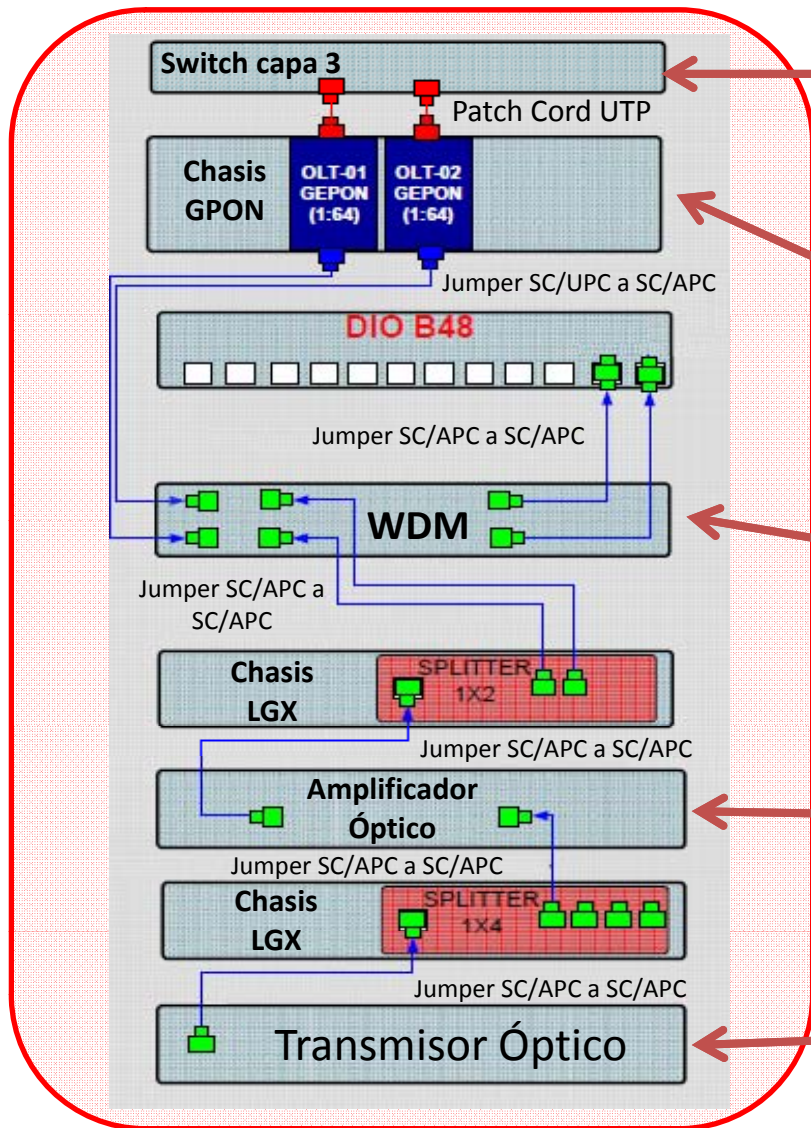 Switch capa 3
Patch Cord UTP
Chasis
GPON
OLT-01
GEPON
(1:64)
OLT-02
GEPON
(1:64)
Jumper SC/UPC a SC/APC
DIO B48
Jumper SC/APC a SC/APC
WDM
Jumper SC/APC a
SC/APC
Chasis
LGX
SPLITTER
1X2
Jumper SC/APC a SC/APC
Amplificador
Óptico
Jumper SC/APC a SC/APC
Chasis
LGX
SPLITTER
1X4
Jumper SC/APC a SC/APC
Transmisor Óptico